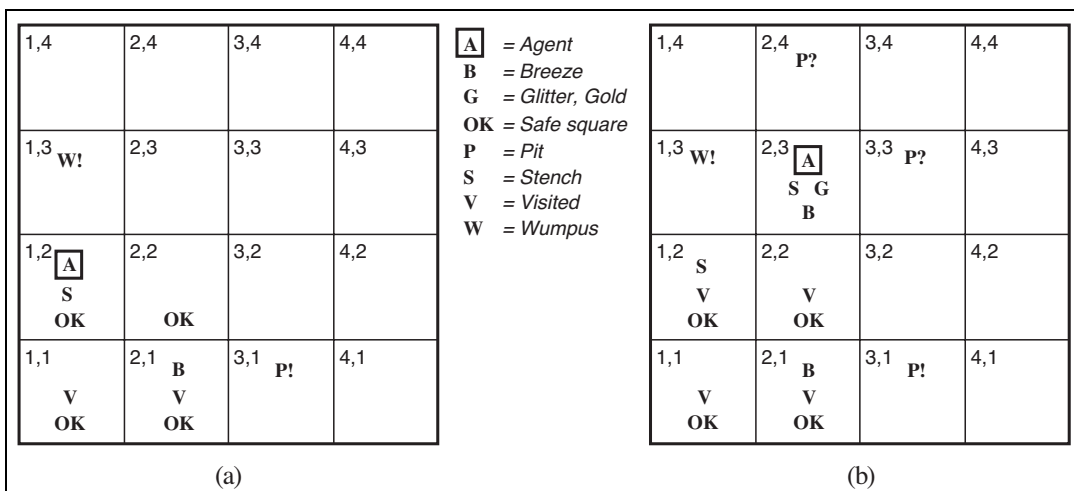 1,4 2,4 3,4 4,4
1,3 W! 2,3 3,3 4,3
1,2 A 2,2 3,2 4,2
S
OK OK
1,1 2,1 B 3,1 P! 4,1
V V
OK OK
(a)
A = Agent
B = Breeze
G = Glitter, Gold
OK = Safe square
P = Pit
S = Stench
V = Visited
W = Wumpus
1,4 2,4 P? 3,4 4,4
1,3 W! 2,3 A 3,3 P? 4,3
S G
B
1,2 S 2,2 3,2 4,2
V V
OK OK
1,1 2,1 B 3,1 P! 4,1
V V
OK OK
(b)